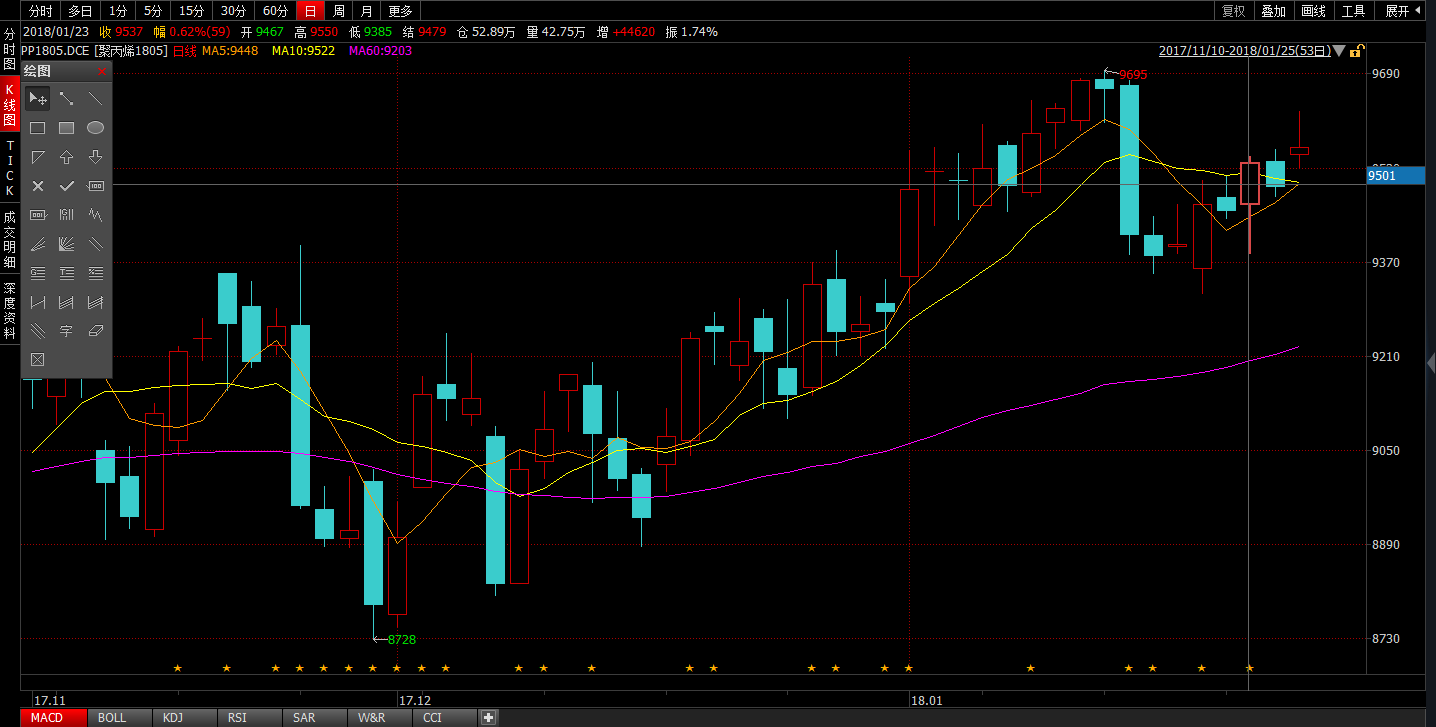 分时 多日 1分 5分 15分 30分 60分 日 周 月 更多 复权 叠加 画线 工具 展开
2018/01/23 收 9537 幅 0.62%(59) 开 9467 高 9550 低 9385 结 9479 仓 52.89万 量 42.75万 增 +44620 振 1.74%
PP1805.DCE [聚丙烯1805] 日线 MA5:9448 MA10:9522 MA60:9203 2017/11/10-2018/01/25(53日)
分时图
K线图
TICK
成交明细
深度资料
绘图
字
9695
8728
9690
9501
9370
9210
9050
8890
8730
17.11 17.12 18.01
MACD BOLL KDJ RSI SAR W&R CCI